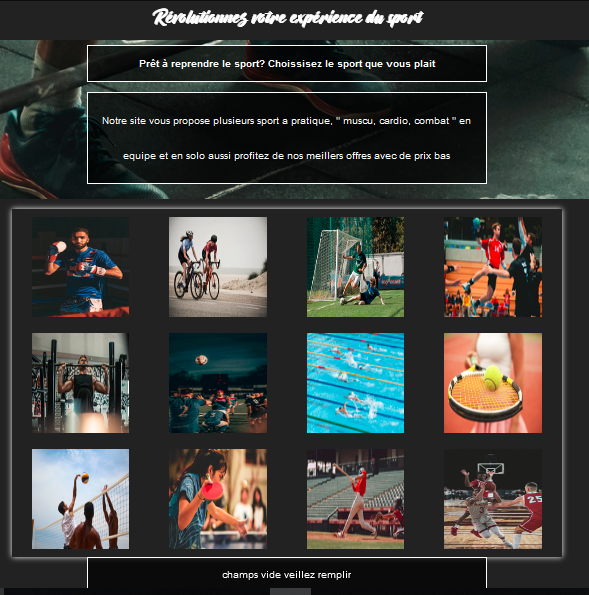 Révolutionnez votre expérience du sport
Prêt à reprendre le sport? Choissisez le sport que vous plait
Notre site vous propose plusieurs sport a pratique, " muscu, cardio, combat " en
equipe et en solo aussi profitez de nos meillers offres avec de prix bas
champs vide veillez remplir